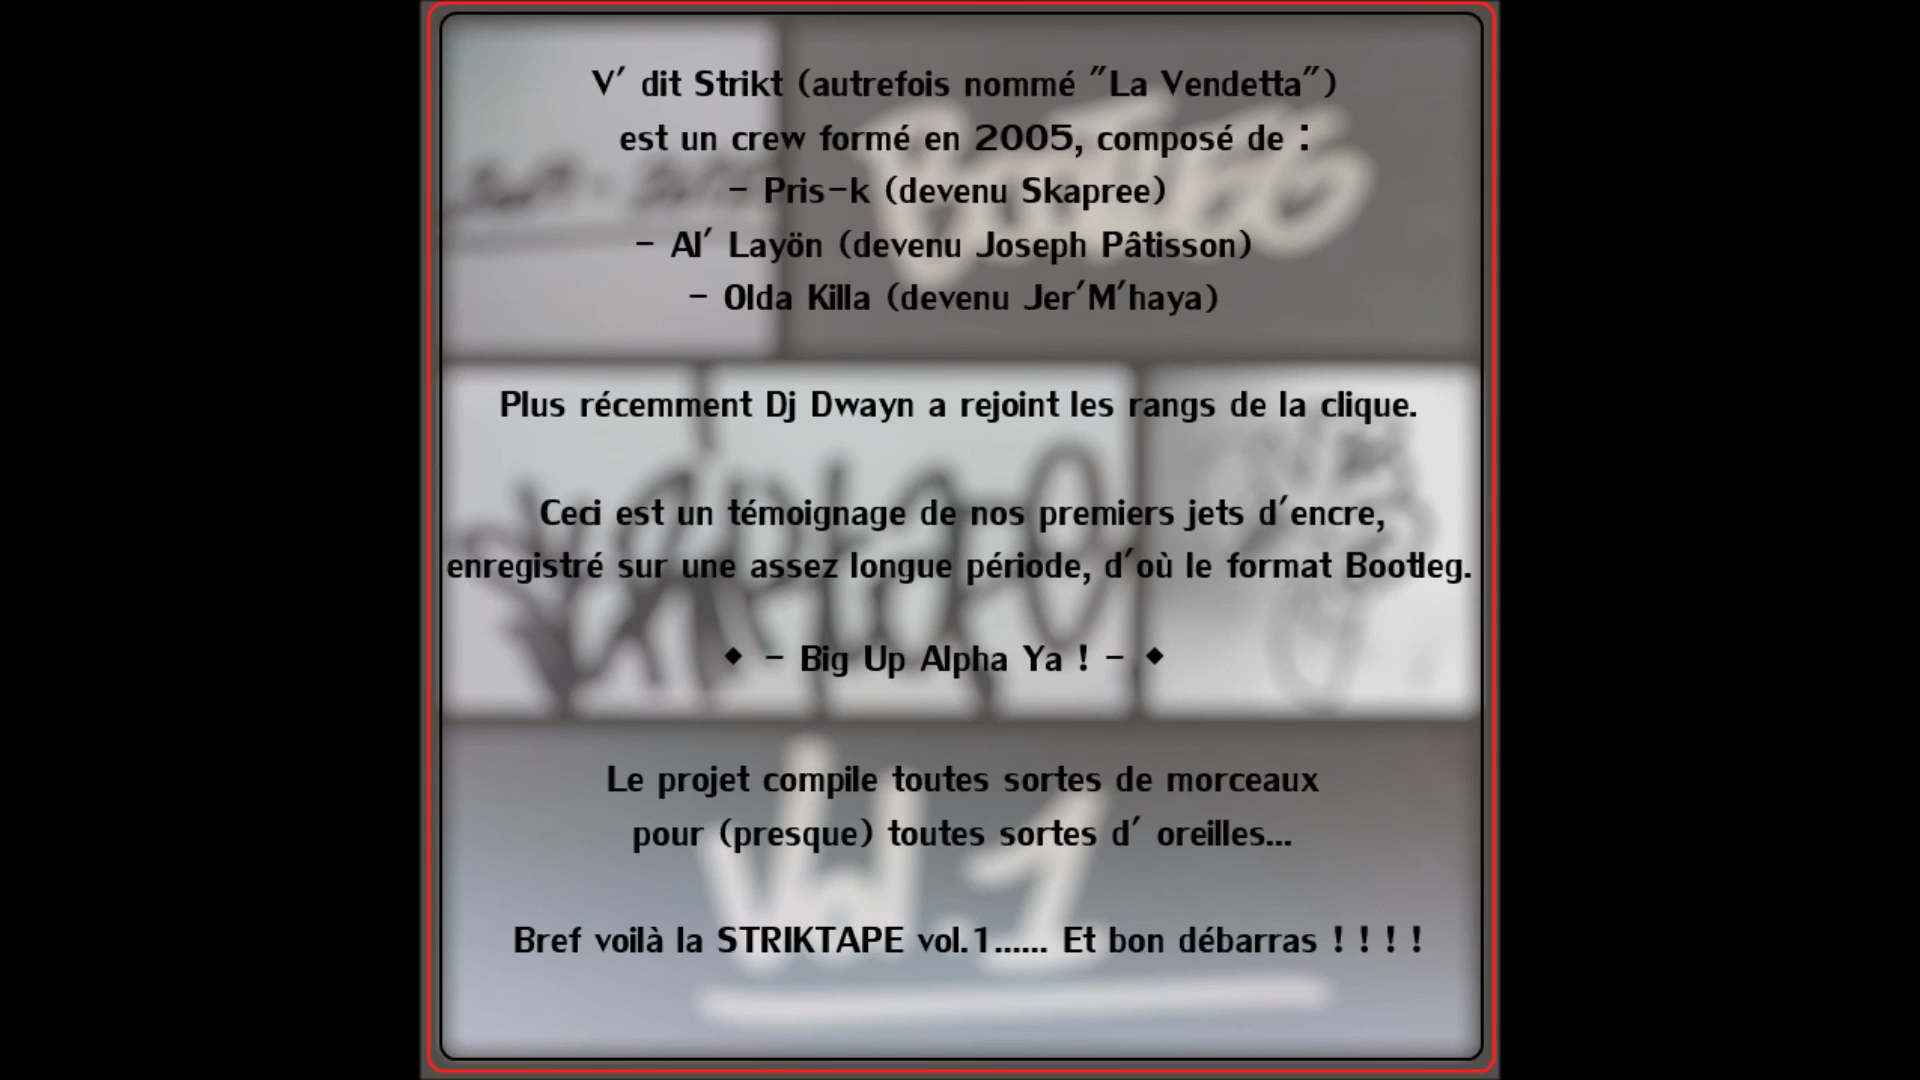 V' dit Strikt (autrefois nommé "La Vendetta")
est un crew formé en 2005, composé de :
- Pris-k (devenu Skapree)
- Al' Layön (devenu Joseph Pâtisson)
- Olda Killa (devenu Jer'M'haya)
Plus récemment Dj Dwayn a rejoint les rangs de la clique.
Ceci est un témoignage de nos premiers jets d'encre,
enregistré sur une assez longue période, d'où le format Bootleg.
◆ - Big Up Alpha Ya ! - ◆
Le projet compile toutes sortes de morceaux
pour (presque) toutes sortes d' oreilles...
Bref voilà la STRIKTAPE vol.1...... Et bon débarras ! ! ! !
BOOTLEG
Vol.1